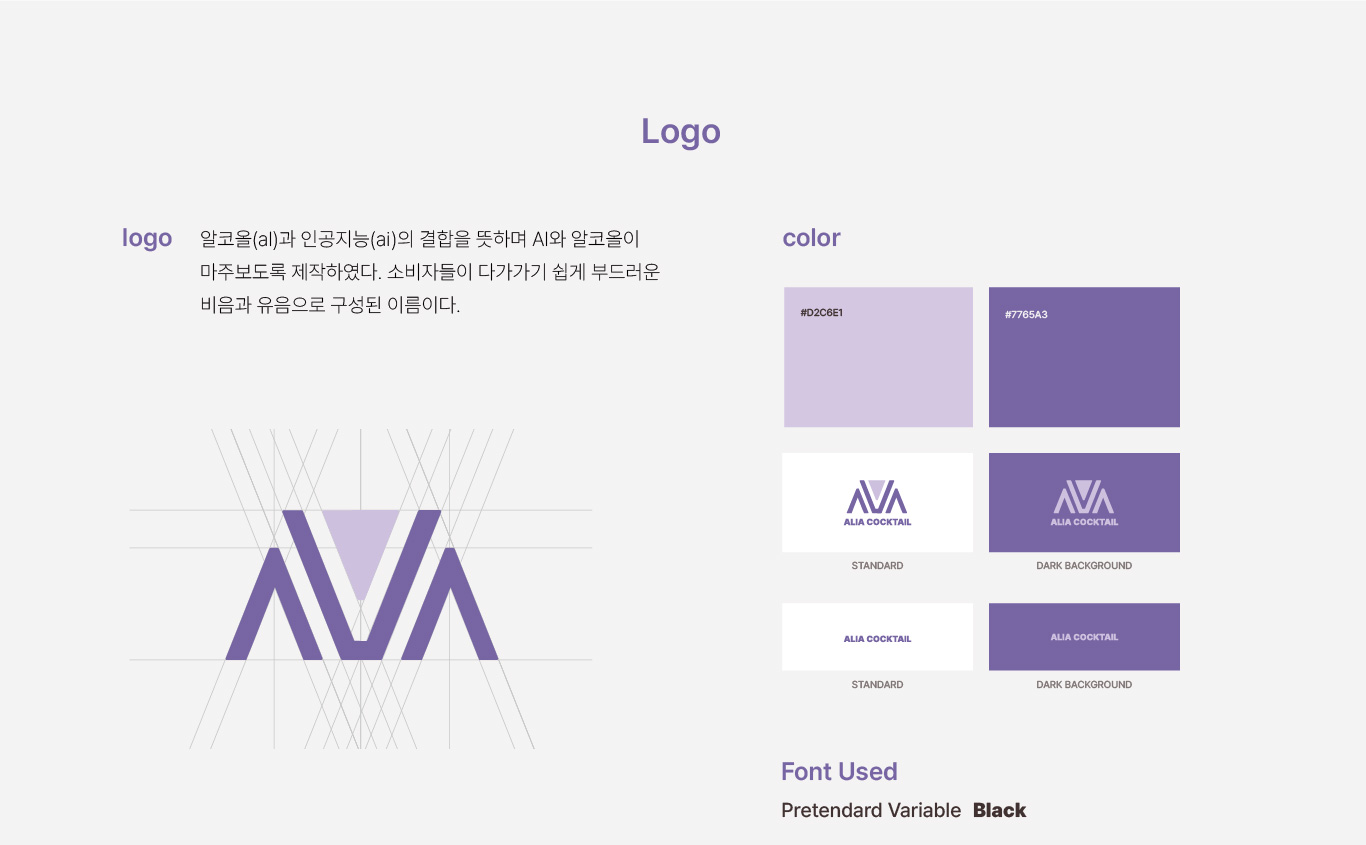 Logo
logo
알코올(al)과 인공지능(ai)의 결합을 뜻하며 AI와 알코올이
마주보도록 제작하였다. 소비자들이 다가가기 쉽게 부드러운
비음과 유음으로 구성된 이름이다.
color
#D2C6E1
#7765A3
ALIA COCKTAIL
ALIA COCKTAIL
STANDARD
DARK BACKGROUND
ALIA COCKTAIL
ALIA COCKTAIL
STANDARD
DARK BACKGROUND
Font Used
Pretendard Variable Black